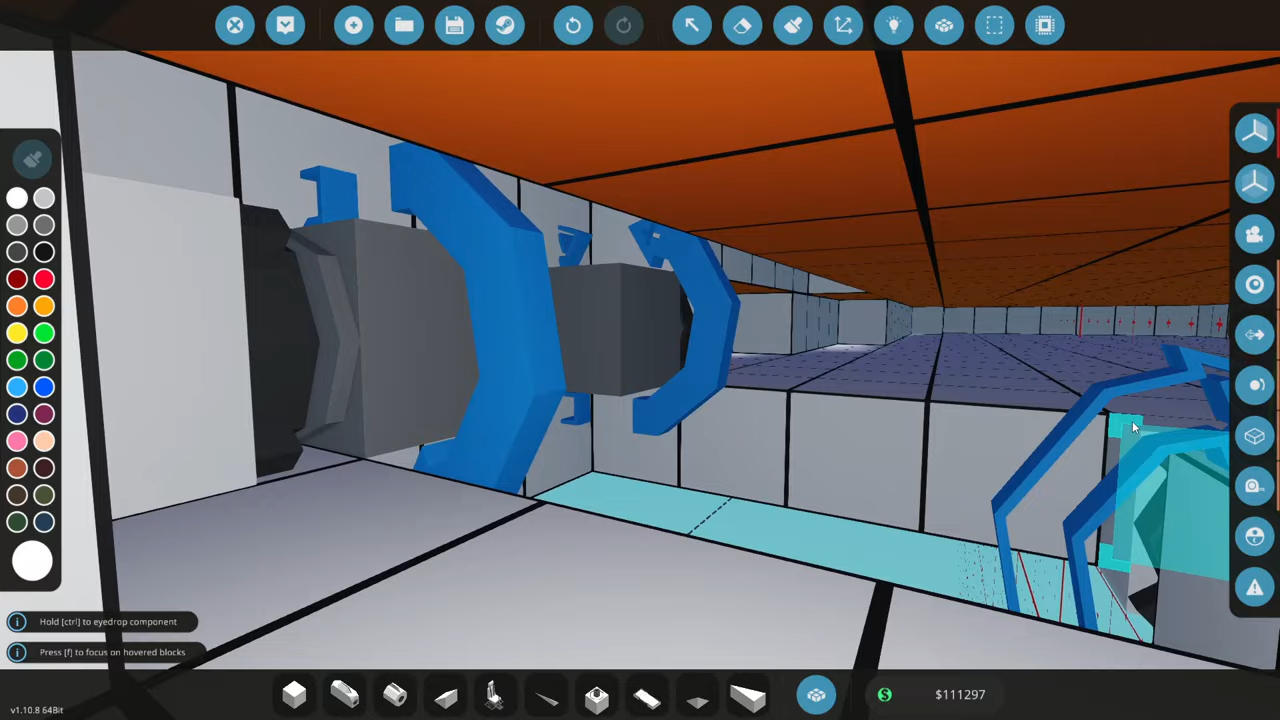 Hold [ctrl] to eyedrop component
Press [f] to focus on hovered blocks
v1.10.8 64Bit
$111297